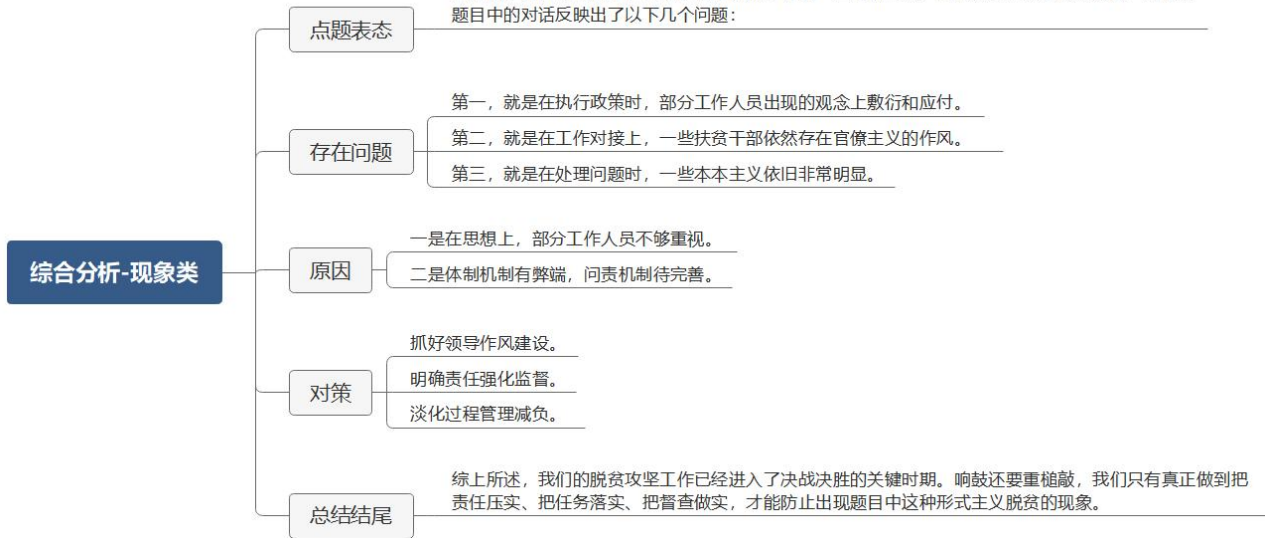 点题表态
题目中的对话反映出了以下几个问题：
存在问题
第一，就是在执行政策时，部分工作人员出现的观念上敷衍和应付。
第二，就是在工作对接上，一些扶贫干部依然存在官僚主义的作风。
第三，就是在处理问题时，一些本本主义依旧非常明显。
综合分析-现象类
原因
一是在思想上，部分工作人员不够重视。
二是体制机制有弊端，问责机制待完善。
对策
抓好领导作风建设。
明确责任强化监督。
淡化过程管理减负。
总结结尾
综上所述，我们的脱贫攻坚工作已经进入了决战决胜的关键时期。响鼓还要重槌敲，我们只有真正做到把
责任压实、把任务落实、把督查做实，才能防止出现题目中这种形式主义脱贫的现象。